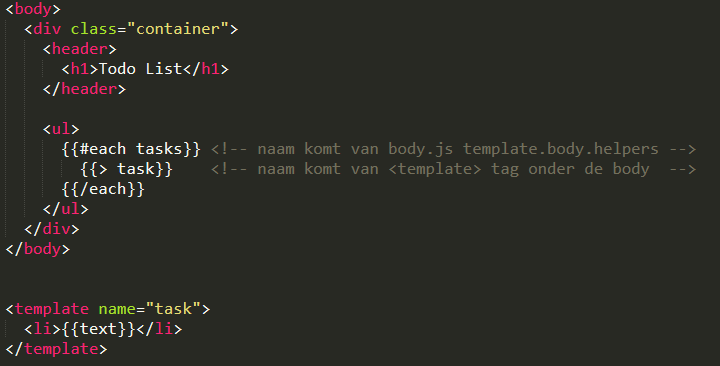 <body>
  <div class="container">
    <header>
      <h1>Todo List</h1>
    </header>

    <ul>
      {{#each tasks}} <!-- naam komt van body.js template.body.helpers -->
        {{> task}}    <!-- naam komt van <template> tag onder de body  -->
      {{/each}}
    </ul>
  </div>
</body>


<template name="task">
  <li>{{text}}</li>
</template>